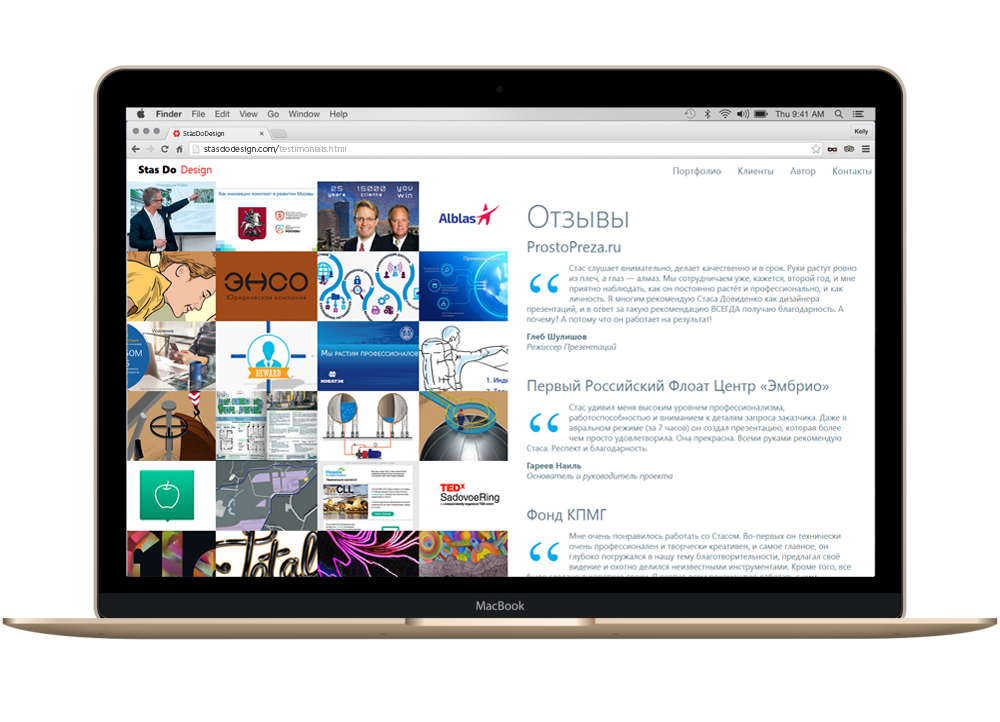 Finder File Edit View Go Window Help
Thu 9:41 AM
StasDoDesign
Kelly
stasdodesign.com/testimonials.html
Stas Do Design
Портфолио Клиенты Автор Контакты
Как инновации помогают в развитии Москвы
25 15000 you
years clients win
Alblas
ЭНСО
Юридическая компания
Усиление
REWARD
Мы растим профессионалов
НОВАТЭК
1. Инди
WCLL
TEDx
SadovoeRing
x=independently organized TED event
Total
Отзывы
ProstoPreza.ru
Стас слушает внимательно, делает качественно и в срок. Руки растут ровно
из плеч, а глаз — алмаз. Мы сотрудничаем уже, кажется, второй год, и мне
приятно наблюдать, как он постоянно растёт и профессионально, и как
личность. Я многим рекомендую Стаса Довиденко как дизайнера
презентаций, и в ответ за такую рекомендацию ВСЕГДА получаю благодарность. А
почему? А потому что он работает на результат!
Глеб Шулишов
Режиссер Презентаций
Первый Российский Флоат Центр «Эмбрио»
Стас удивил меня высоким уровнем профессионализма,
работоспособностью и вниманием к деталям запроса заказчика. Даже в
авральном режиме (за 7 часов) он создал презентацию, которая более
чем просто удовлетворила. Она прекрасна. Всеми руками рекомендую
Стаса. Респект и благодарность.
Гареев Наиль
Основатель и руководитель проекта
Фонд КПМГ
Мне очень понравилось работать со Стасом. Во-первых он технически
очень профессионален и творчески креативен, и самое главное, он
глубоко погружался в нашу тему благотворительности, предлагал своё
видение и охотно делился неизвестными инструментами. Кроме того, все
MacBook